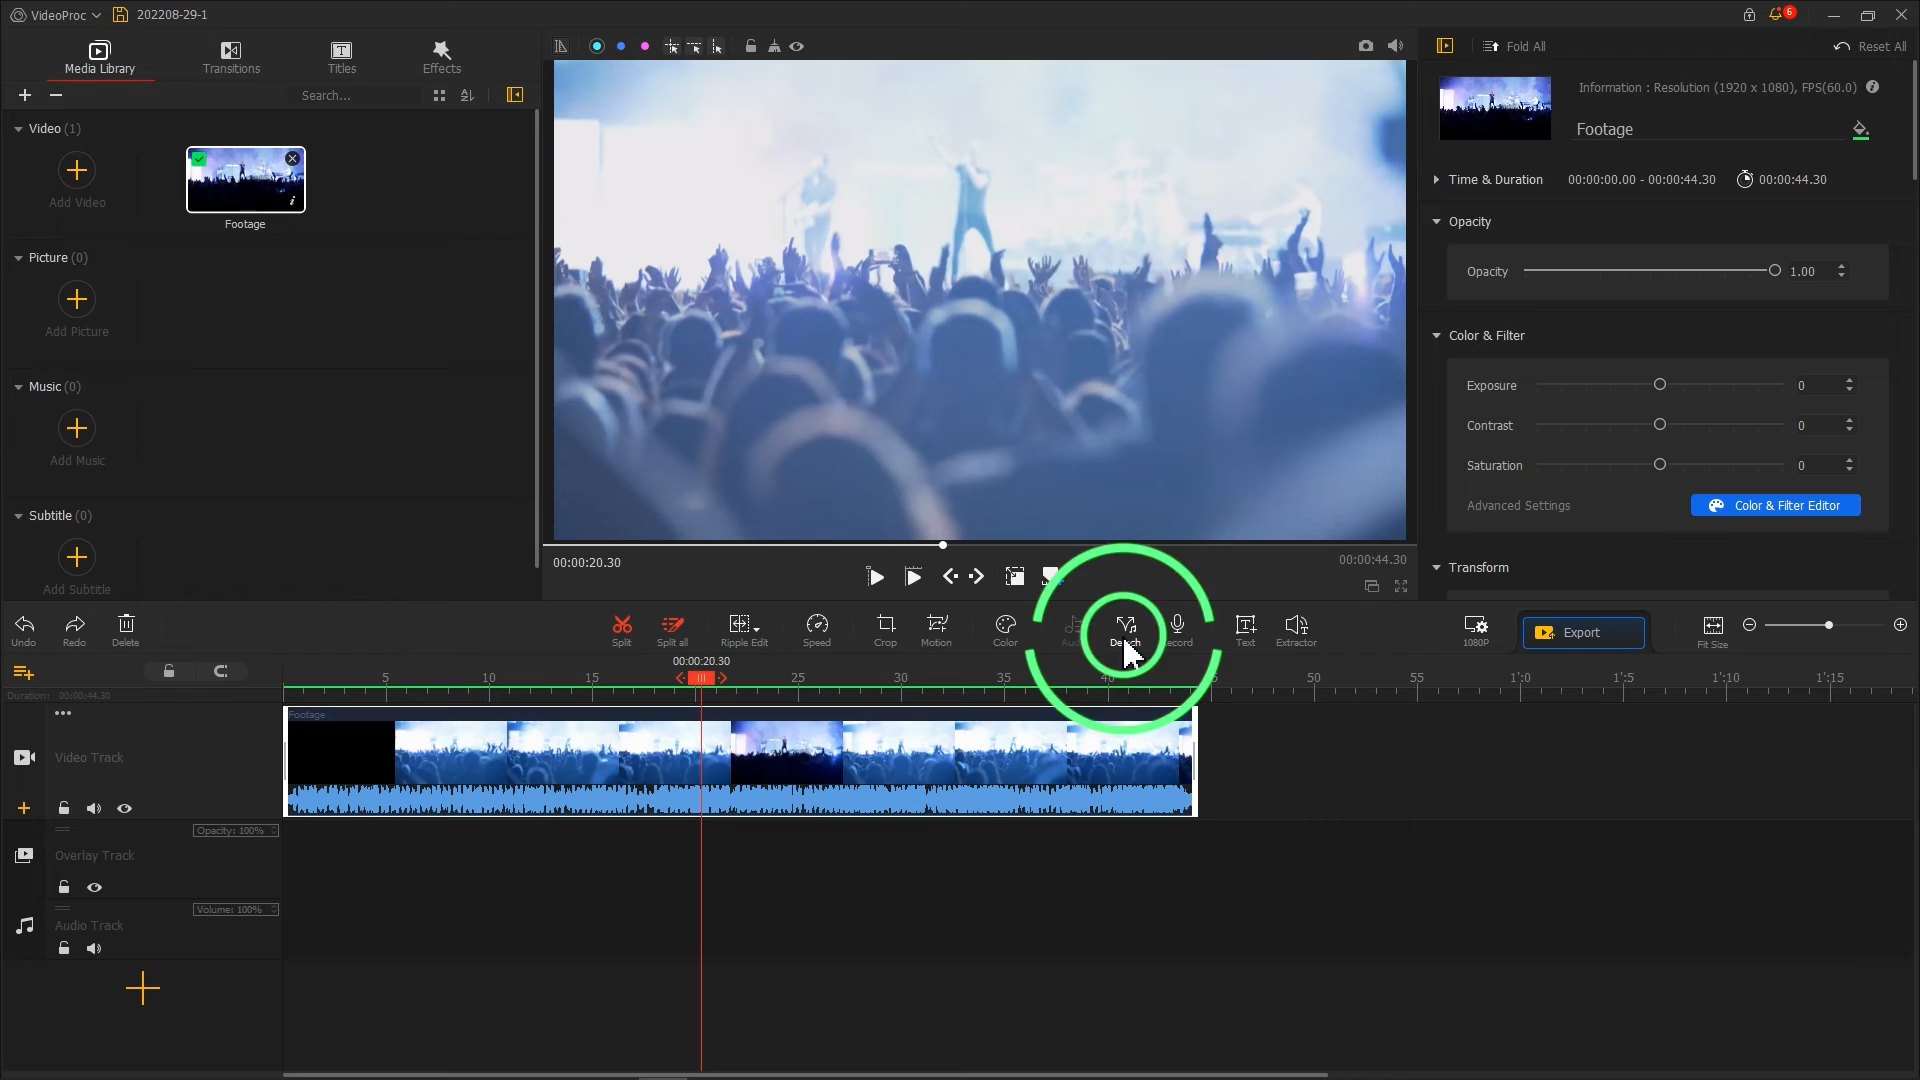 VideoProc
202208-29-1
6
Media Library
Transitions
Titles
Effects
Search...
Fold All
Reset All
Information : Resolution (1920 x 1080), FPS(60.0)
Footage
Video (1)
Add Video
Footage
Time & Duration
00:00:00.00 - 00:00:44.30
00:00:44.30
Opacity
Opacity
1.00
Picture (0)
Add Picture
Color & Filter
Exposure
0
Contrast
0
Saturation
0
Advanced Settings
Color & Filter Editor
Music (0)
Add Music
Subtitle (0)
Add Subtitle
00:00:20.30
00:00:44.30
Transform
Undo
Redo
Delete
Split
Split all
Ripple Edit
Speed
Crop
Motion
Color
Text
Extractor
1080P
Export
Fit Size
00:00:20.30
5
10
15
25
30
35
50
55
1'0
1'5
1'10
1'15
Duration: 00:00:44.30
Footage
Video Track
Opacity: 100%
Overlay Track
Volume: 100%
Audio Track